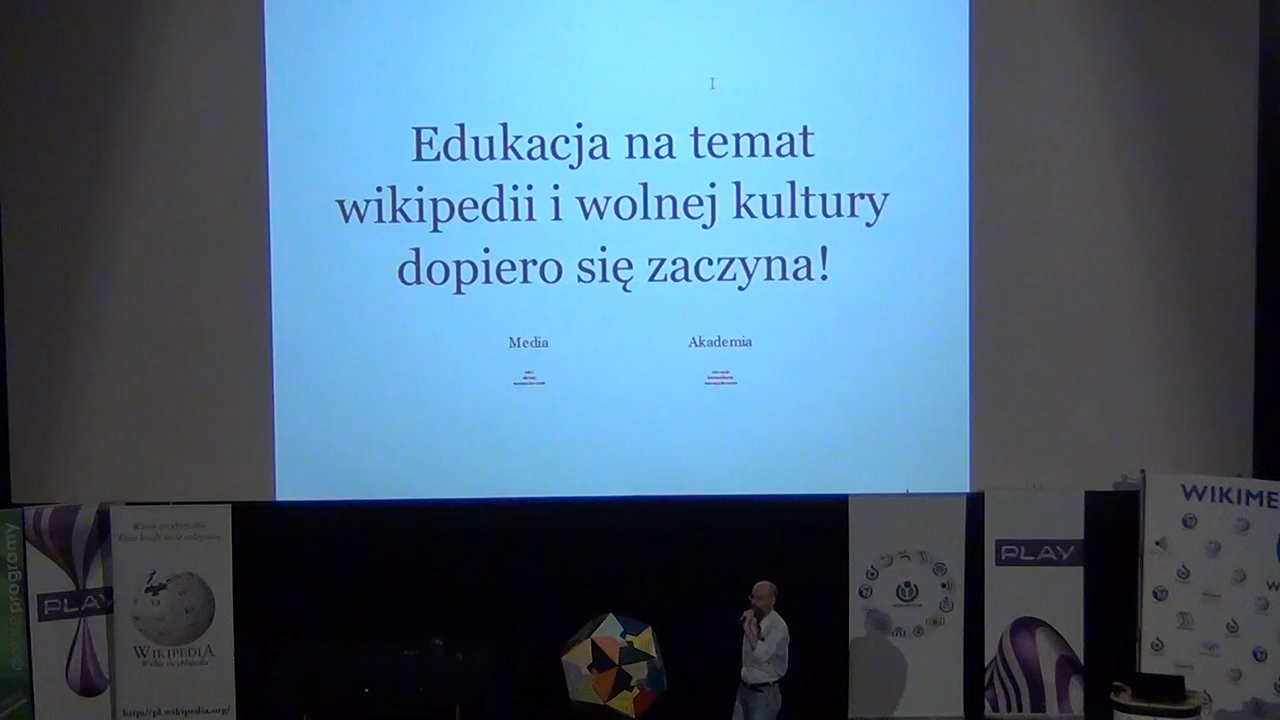 Edukacja na temat
wikipedii i wolnej kultury
dopiero się zaczyna!
Media
Akademia
programy
PLAY
WIKIPEDIA
Wolna encyklopedia
http://pl.wikipedia.org/
PLAY
WIKIME